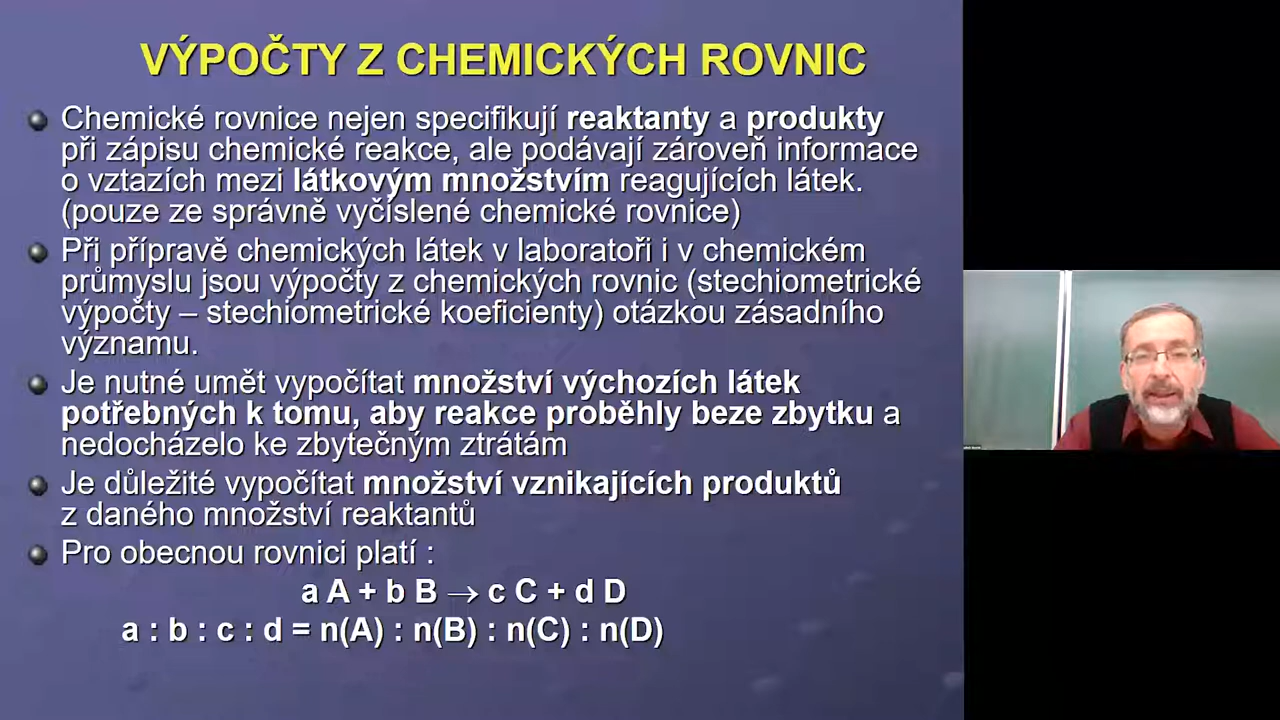 VÝPOČTY Z CHEMICKÝCH ROVNIC
Chemické rovnice nejen specifikují reaktanty a produkty
při zápisu chemické reakce, ale podávají zároveň informace
o vztazích mezi látkovým množstvím reagujících látek.
(pouze ze správně vyčíslené chemické rovnice)
Při přípravě chemických látek v laboratoři i v chemickém
průmyslu jsou výpočty z chemických rovnic (stechiometrické
výpočty – stechiometrické koeficienty) otázkou zásadního
významu.
Je nutné umět vypočítat množství výchozích látek
potřebných k tomu, aby reakce proběhly beze zbytku a
nedocházelo ke zbytečným ztrátám
Je důležité vypočítat množství vznikajících produktů
z daného množství reaktantů
Pro obecnou rovnici platí :
a A + b B → c C + d D
a : b : c : d = n(A) : n(B) : n(C) : n(D)